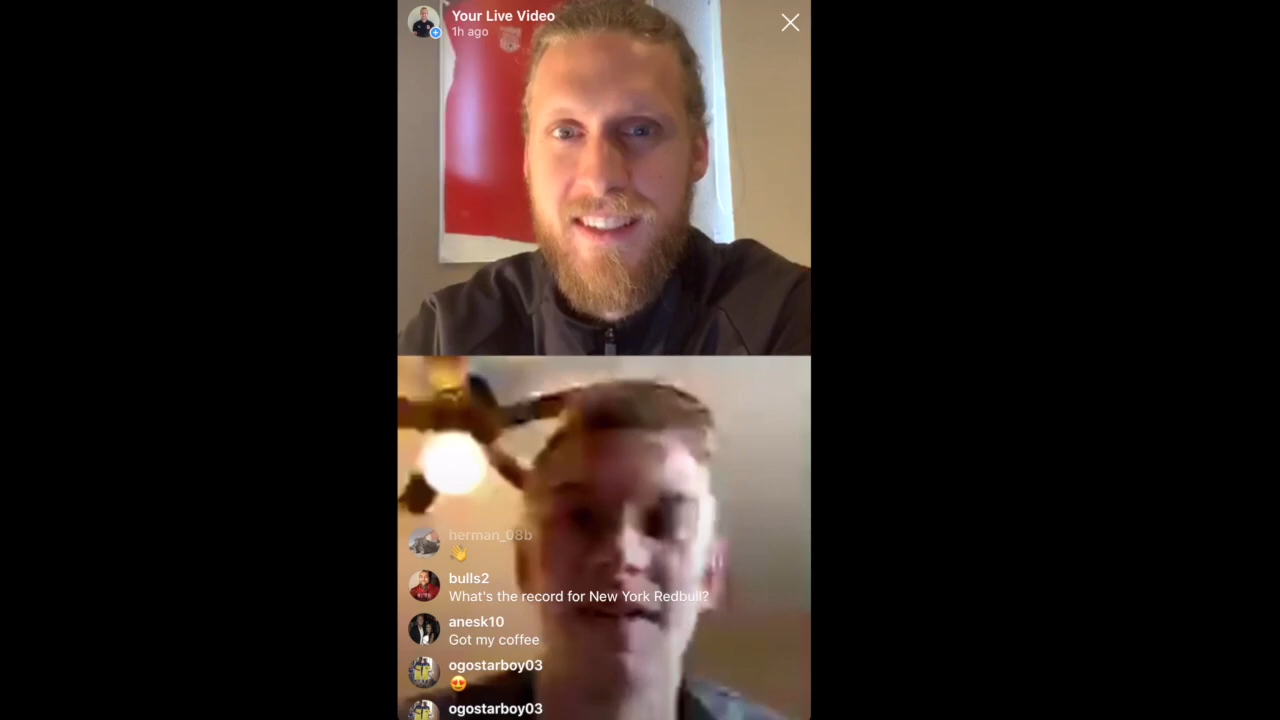 Your Live Video
1h ago
herman_08b
👋
bulls2
What's the record for New York Redbull?
anesk10
Got my coffee
ogostarboy03
😍
ogostarboy03